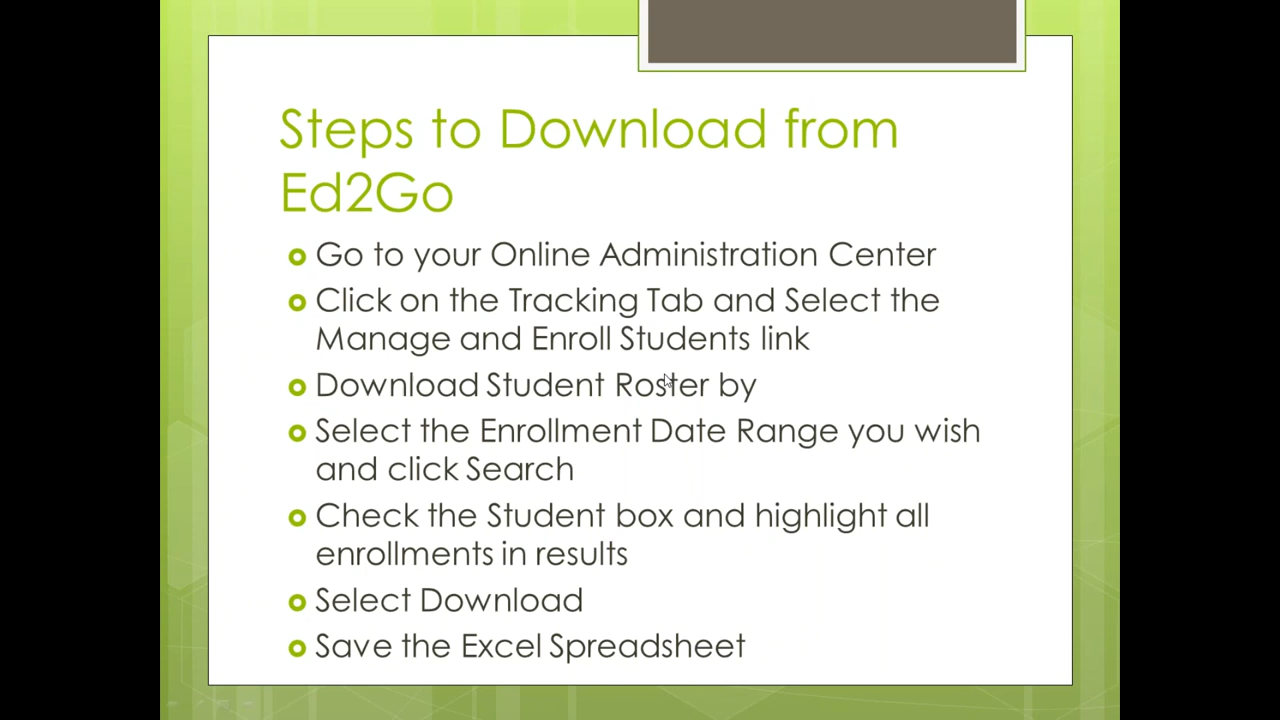 Steps to Download from
Ed2Go
Go to your Online Administration Center
Click on the Tracking Tab and Select the
Manage and Enroll Students link
Download Student Roster by
Select the Enrollment Date Range you wish
and click Search
Check the Student box and highlight all
enrollments in results
Select Download
Save the Excel Spreadsheet